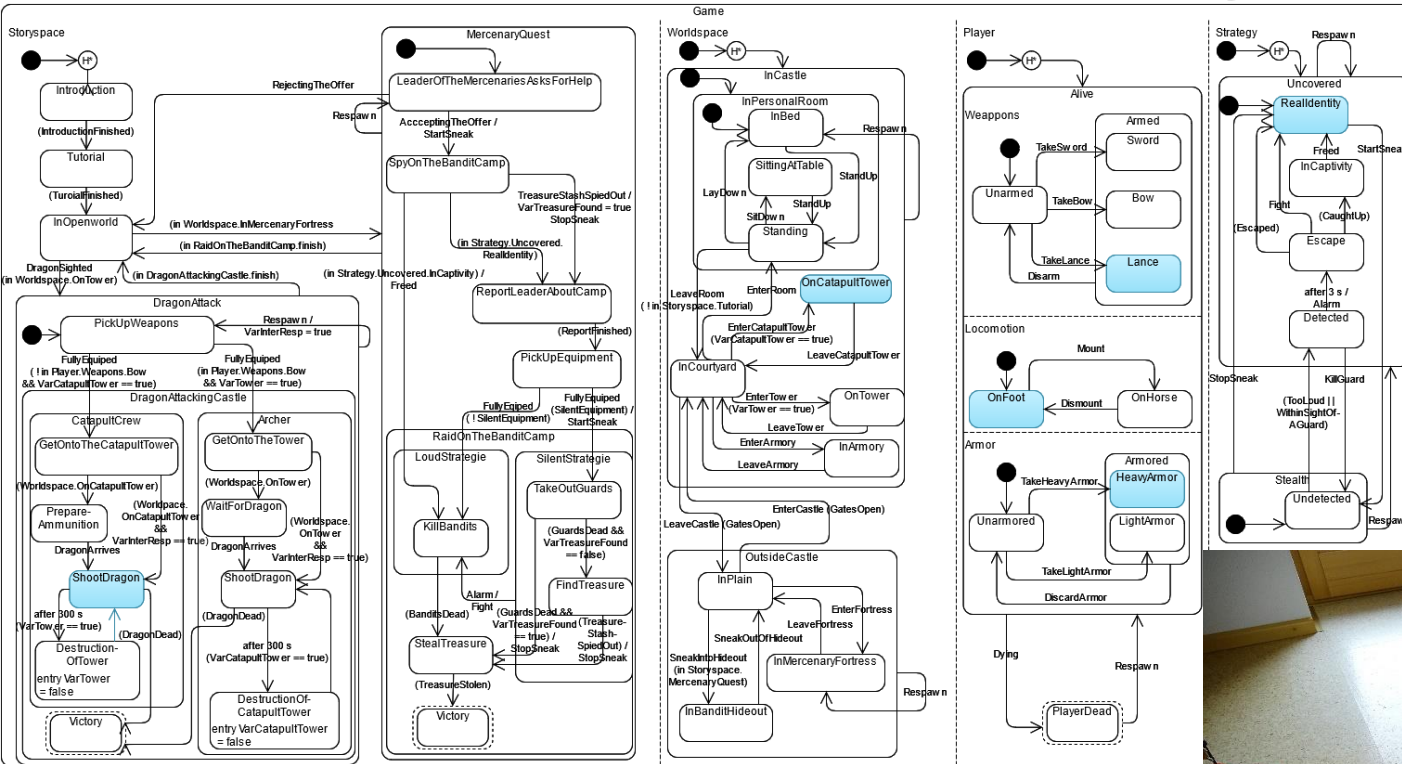 Game
Storyspace
H*
Introduction
(IntroductionFinished)
Tutorial
(TurorialFinished)
InOpenworld
(in Worldspace.InMercenaryFortress
(in RaidOnTheBanditCamp.finish)
DragonSighted
(in Worldspace.OnTower)
(in DragonAttackingCastle.finish)
RejectingTheOffer
DragonAttack
PickUpWeapons
Respawn /
VarInterResp = true
FullyEquiped
( ! in Player.Weapons.Bow
&& VarCatapultTower == true)
FullyEquiped
(in Player.Weapons.Bow
&& VarTower == true)
DragonAttackingCastle
CatapultCrew
GetOntoTheCatapultTower
(Worldspace.OnCatapultTower)
Prepare-
Ammunition
DragonArrives
(Worldpace.
OnCatapultTower
&&
VarInterResp == true)
ShootDragon
after 300 s
(VarTower == true)
(DragonDead)
Destruction-
OfTower
entry VarTower
= false
Victory
Archer
GetOntoTheTower
(Worldspace.OnTower)
WaitForDragon
DragonArrives
(Worldspace.
OnTower
&&
VarInterResp == true)
ShootDragon
(DragonDead)
after 300 s
(VarCatapultTower == true)
DestructionOf-
CatapultTower
entry VarCatapultTower
= false
MercenaryQuest
LeaderOfTheMercenariesAsksForHelp
Respawn
AccceptingTheOffer /
StartSneak
SpyOnTheBanditCamp
TreasureStashSpiedOut /
VarTreasureFound = true
StopSneak
(in Strategy.Uncovered.
RealIdentity)
(in Strategy.Uncovered.InCaptivity) /
Freed
ReportLeaderAboutCamp
(ReportFinished)
PickUpEquipment
FullyEqiped
( ! SilentEquipment)
FullyEquiped
(SilentEquipment) /
StartSneak
RaidOnTheBanditCamp
LoudStrategie
KillBandits
(BanditsDead)
SilentStrategie
TakeOutGuards
(GuardsDead &&
VarTreasureFound
== false)
FindTreasure
Alarm /
Fight
(GuardsDead &&
VarTreasureFound
== true) /
StopSneak
(Treasure-
Stash-
SpiedOut) /
StopSneak
StealTreasure
(TreasureStolen)
Victory
Worldspace
H*
InCastle
InPersonalRoom
InBed
Respawn
SittingAtTable
StandUp
LayDown
SitDown
StandUp
Standing
LeaveRoom
( ! in Storyspace.Tutorial)
EnterRoom
OnCatapultTower
EnterCatapultTower
(VarCatapultTower == true)
LeaveCatapultTower
InCourtyard
EnterTower
(VarTower == true)
OnTower
LeaveTower
EnterArmory
InArmory
LeaveArmory
LeaveCastle (GatesOpen)
EnterCastle (GatesOpen)
OutsideCastle
InPlain
EnterFortress
LeaveFortress
SneakOutOfHideout
SneakIntoHideout
(in Storyspace.
MercenaryQuest)
InMercenaryFortress
Respawn
InBanditHideout
Player
H*
Alive
Weappons
Armed
TakeSword
Sword
Unarmed
TakeBow
Bow
TakeLance
Lance
Disarm
Locomotion
Mount
OnFoot
Dismount
OnHorse
Armor
Armored
TakeHeavyArmor
HeavyArmor
Unarmored
LightArmor
TakeLightArmor
DiscardArmor
Dying
Respawn
PlayerDead
Strategy
H*
Respawn
Uncovered
RealIdentity
Freed
StartSnea
InCaptivity
Fight
(CaughtUp)
(Escaped)
Escape
after 3 s /
Alarm
Detected
StopSneak
KillGuard
(TooLoud ||
WithinSightOf-
AGuard)
Stealth
Undetected
Respaw